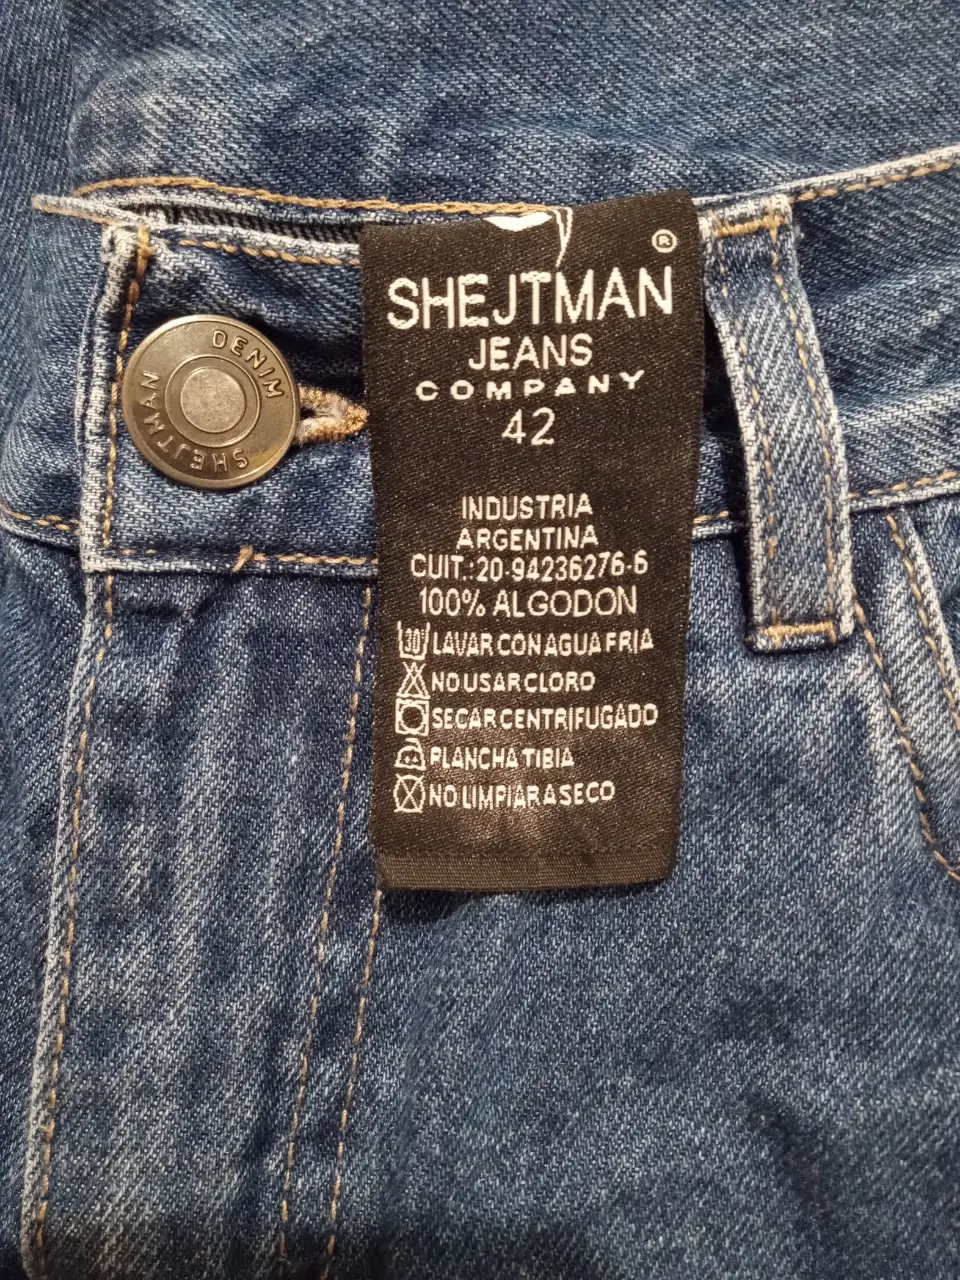 ®
SHEJTMAN
JEANS
COMPANY
42
INDUSTRIA
ARGENTINA
CUIT.:20-94236276-6
100% ALGODON
30° LAVAR CON AGUA FRIA
NO USAR CLORO
SECAR CENTRIFUGADO
PLANCHA TIBIA
NO LIMPIAR A SECO
DENIM
SHEJTMAN